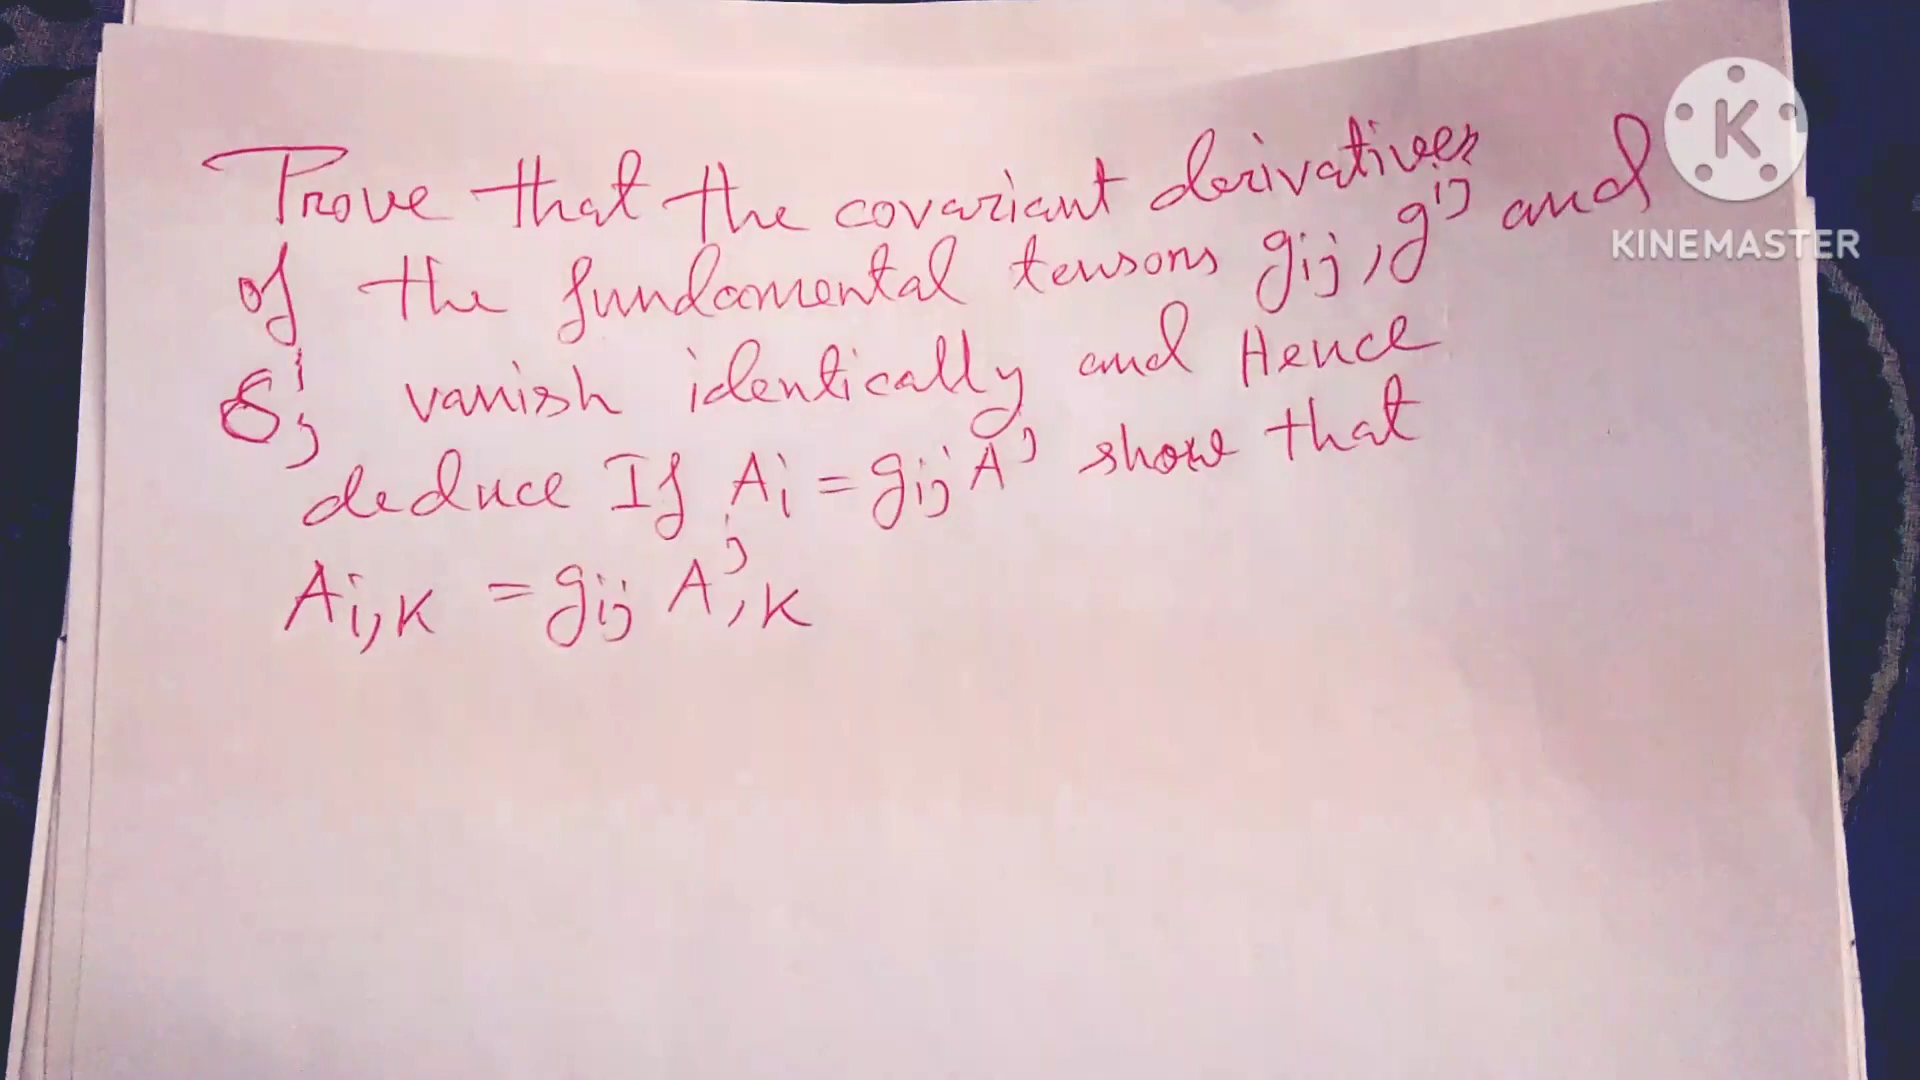 Prove that the covariant derivatives
of the fundamental tensors gij, g^ij and
δ^i_j vanish identically and Hence
deduce If Ai = gij A^j show that
Ai,K = gij A^j,K
K
KINEMASTER